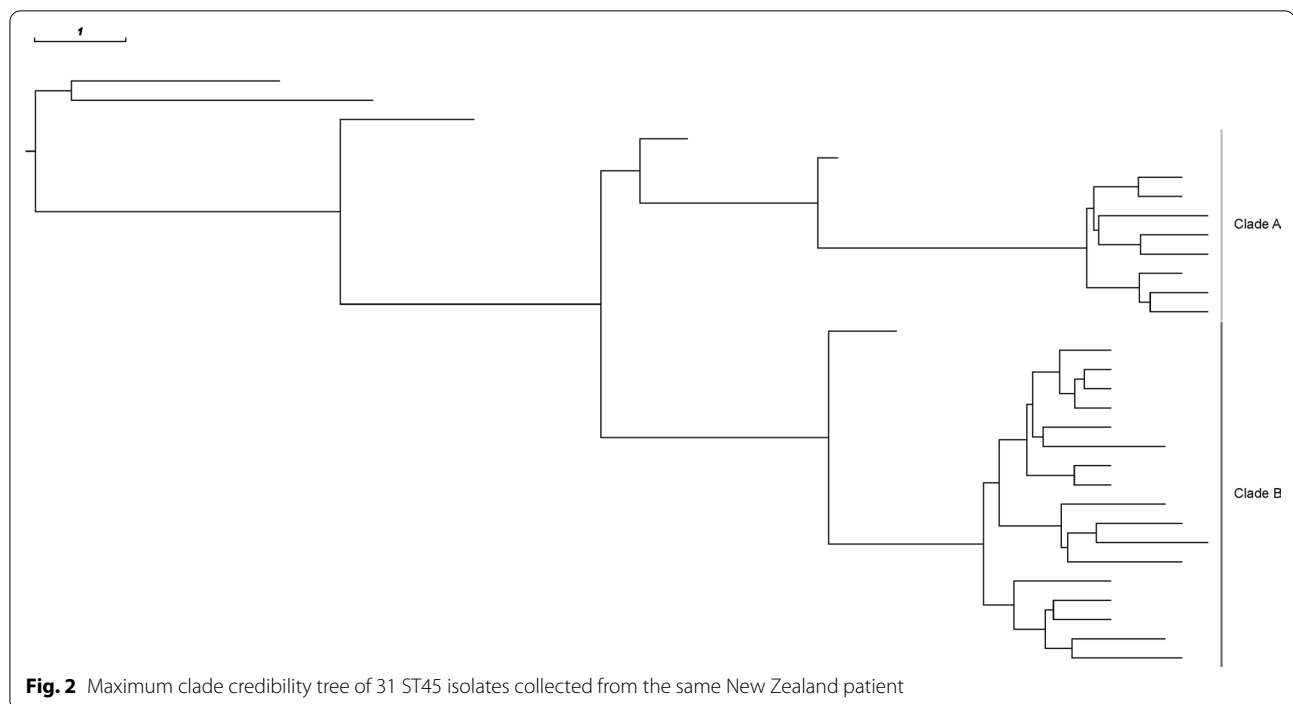 1
Clade A
Clade B
Fig. 2 Maximum clade credibility tree of 31 ST45 isolates collected from the same New Zealand patient